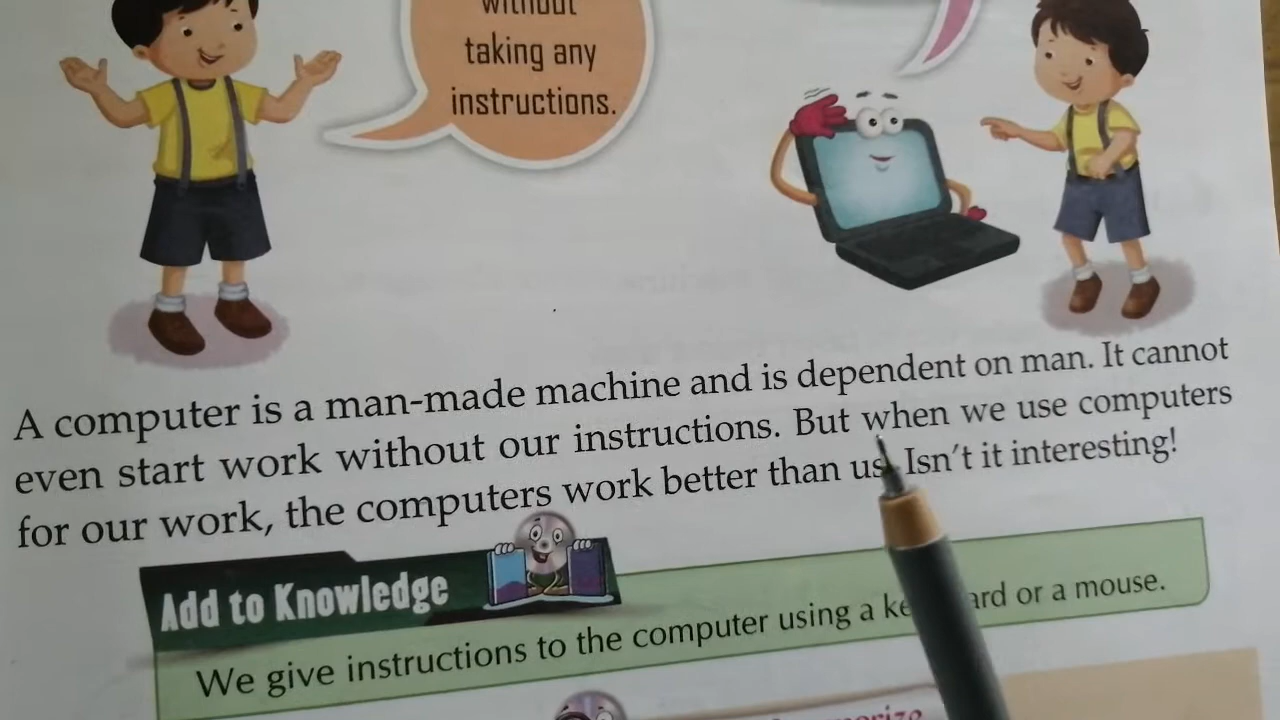 without
taking any
instructions.
A computer is a man-made machine and is dependent on man. It cannot
even start work without our instructions. But when we use computers
for our work, the computers work better than us. Isn't it interesting!
Add to Knowledge
We give instructions to the computer using a or a mouse.